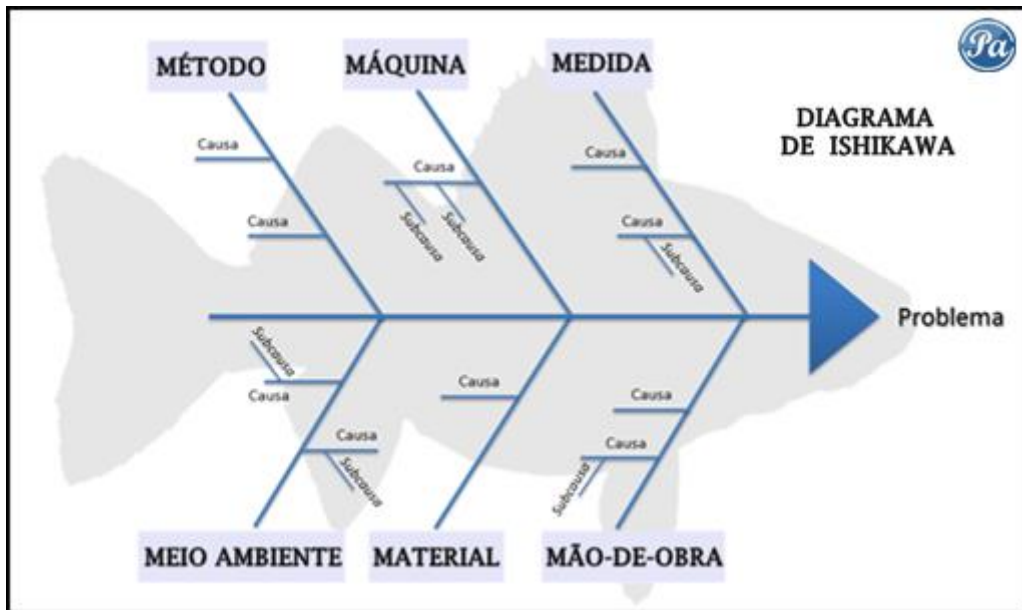 Pa
MÉTODO
MÁQUINA
MEDIDA
DIAGRAMA
DE ISHIKAWA
Causa
Causa
Causa
Subcausa
Subcausa
Causa
Causa
Subcausa
Problema
Subcausa
Causa
Causa
Subcausa
Causa
Causa
Causa
Subcausa
MEIO AMBIENTE
MATERIAL
MÃO-DE-OBRA